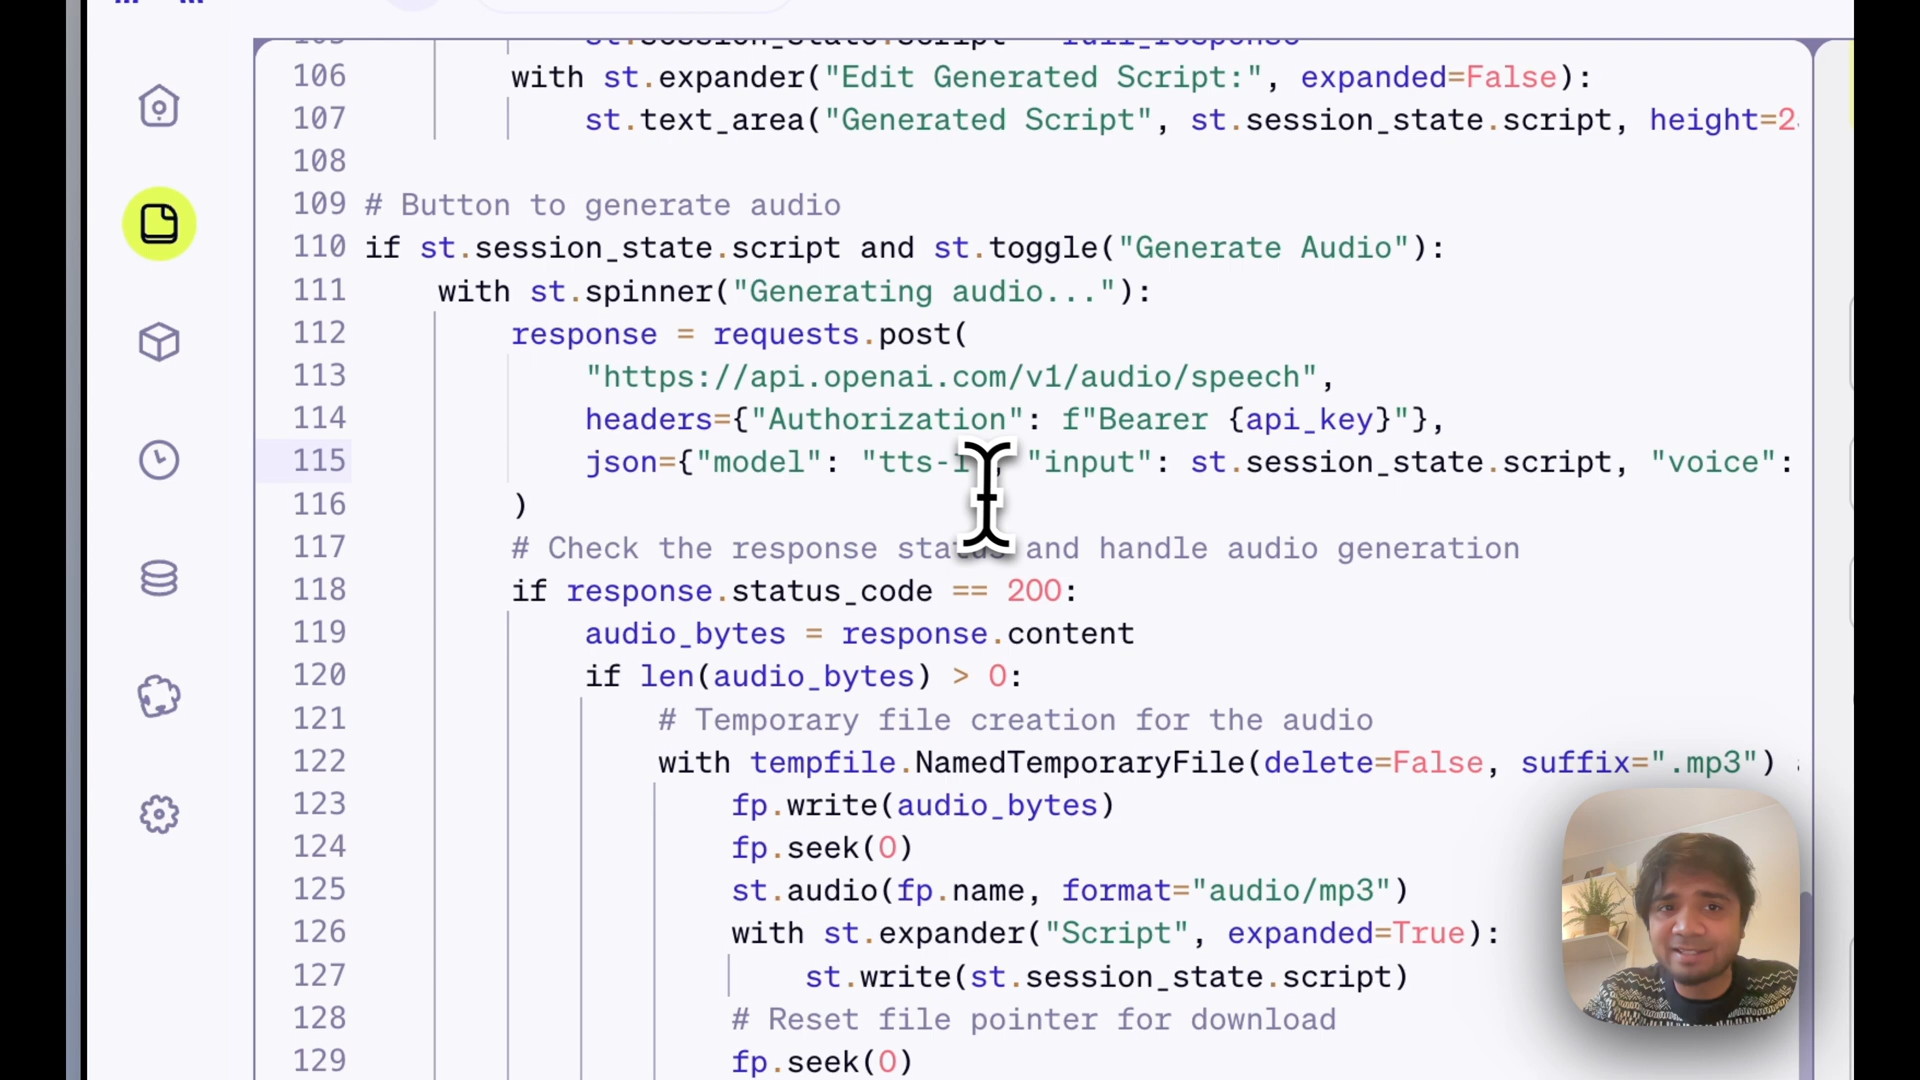 106 with st.expander("Edit Generated Script:", expanded=False):
107 st.text_area("Generated Script", st.session_state.script, height=2
108
109 # Button to generate audio
110 if st.session_state.script and st.toggle("Generate Audio"):
111 with st.spinner("Generating audio..."):
112 response = requests.post(
113 "https://api.openai.com/v1/audio/speech",
114 headers={"Authorization": f"Bearer {api_key}"},
115 json={"model": "tts- "input": st.session_state.script, "voice":
116 )
117 # Check the response and handle audio generation
118 if response.status_code == 200:
119 audio_bytes = response.content
120 if len(audio_bytes) > 0:
121 # Temporary file creation for the audio
122 with tempfile.NamedTemporaryFile(delete=False, suffix=".mp3")
123 fp.write(audio_bytes)
124 fp.seek(0)
125 st.audio(fp.name, format="audio/mp3")
126 with st.expander("Script", expanded=True):
127 st.write(st.session_state.script)
128 # Reset file pointer for download
129 fp.seek(0)